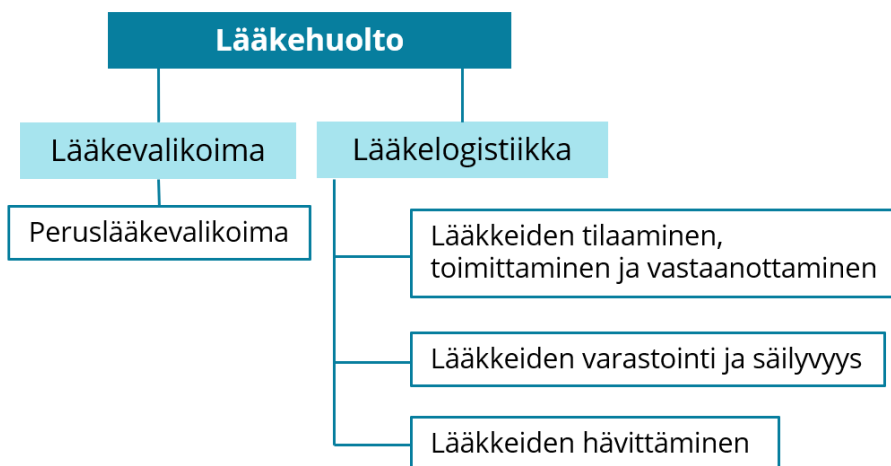 Lääkehuolto
Lääkevalikoima
Lääkelogistiikka
Peruslääkevalikoima
Lääkkeiden tilaaminen,
toimittaminen ja vastaanottaminen
Lääkkeiden varastointi ja säilyvyys
Lääkkeiden hävittäminen